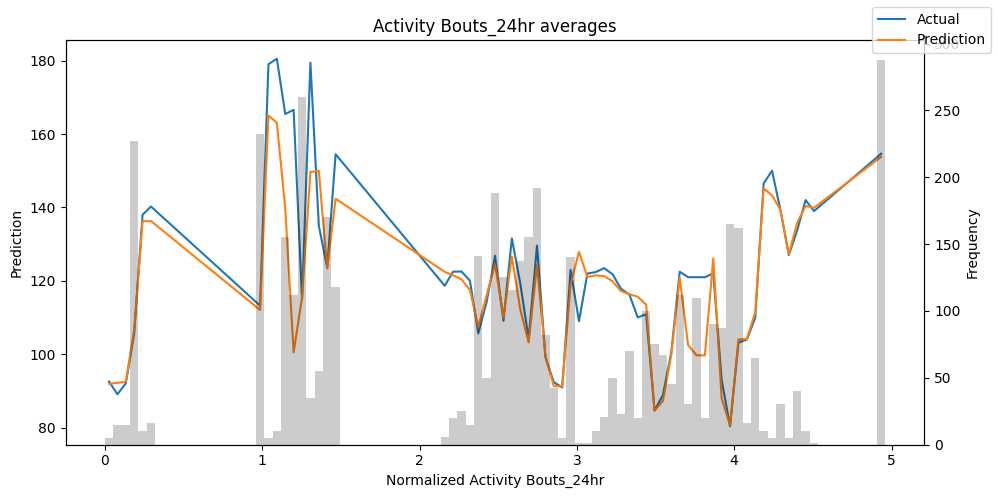 Activity Bouts_24hr averages
Actual
Prediction
Prediction
180
160
140
120
100
80
300
250
200
150
100
50
0
Frequency
0 1 2 3 4 5
Normalized Activity Bouts_24hr